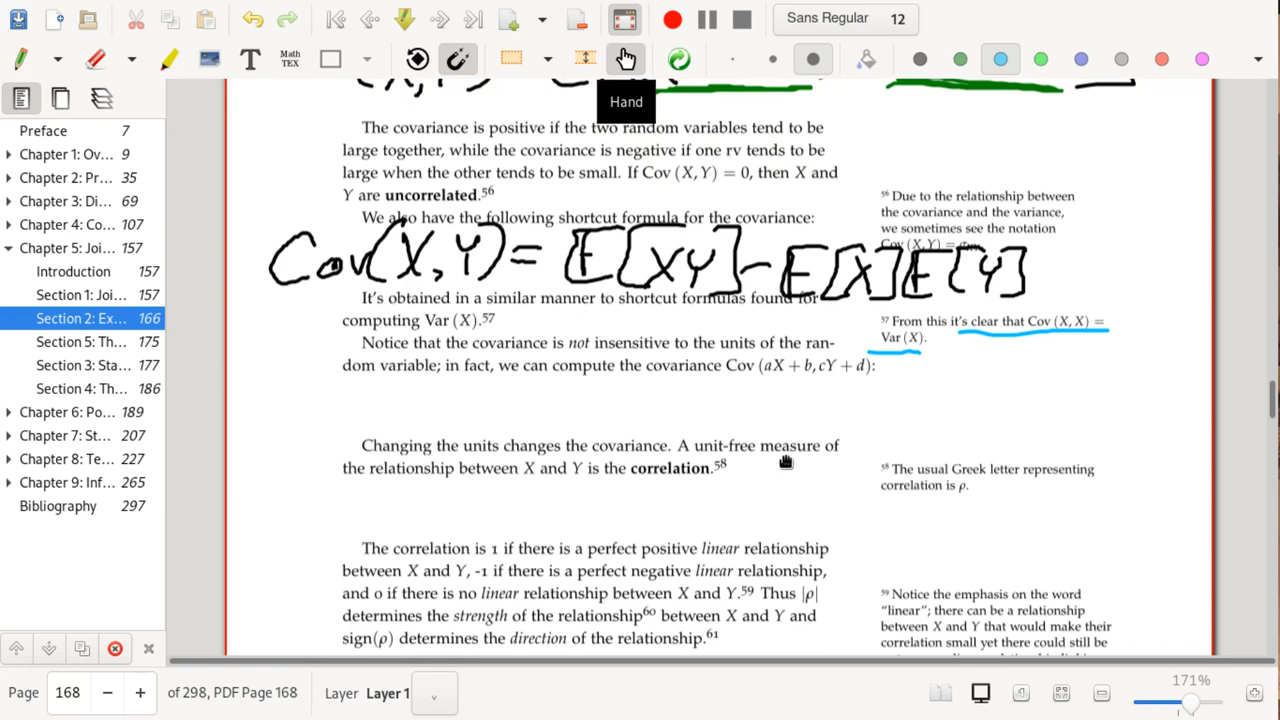 Sans Regular 12
Math
TEX
Hand
Preface 7
Chapter 1: Ov... 9
Chapter 2: Pr... 35
Chapter 3: Di... 69
Chapter 4: Co... 107
Chapter 5: Joi... 157
Introduction 157
Section 1: Joi... 157
Section 2: Ex... 166
Section 5: Th... 175
Section 3: Sta... 177
Section 4: Th... 186
Chapter 6: Po... 189
Chapter 7: St... 207
Chapter 8: Te... 227
Chapter 9: Inf... 265
Bibliography 297
The covariance is positive if the two random variables tend to be
large together, while the covariance is negative if one rv tends to be
large when the other tends to be small. If Cov (X, Y) = 0, then X and
Y are uncorrelated.56
We also have the following shortcut formula for the covariance:
Cov(X, Y) = E[XY] - E[X]E[Y]
It's obtained in a similar manner to shortcut formulas found for
computing Var (X).57
Notice that the covariance is not insensitive to the units of the ran-
dom variable; in fact, we can compute the covariance Cov (aX + b, cY + d):
Changing the units changes the covariance. A unit-free measure of
the relationship between X and Y is the correlation.58
The correlation is 1 if there is a perfect positive linear relationship
between X and Y, -1 if there is a perfect negative linear relationship,
and 0 if there is no linear relationship between X and Y.59 Thus |ρ|
determines the strength of the relationship60 between X and Y and
sign(ρ) determines the direction of the relationship.61
56 Due to the relationship between
the covariance and the variance,
we sometimes see the notation
Cov (X, Y) =
57 From this it's clear that Cov (X, X) =
Var (X).
58 The usual Greek letter representing
correlation is ρ.
59 Notice the emphasis on the word
"linear"; there can be a relationship
between X and Y that would make their
correlation small yet there could still be
Page 168 of 298, PDF Page 168 Layer Layer 1 171%